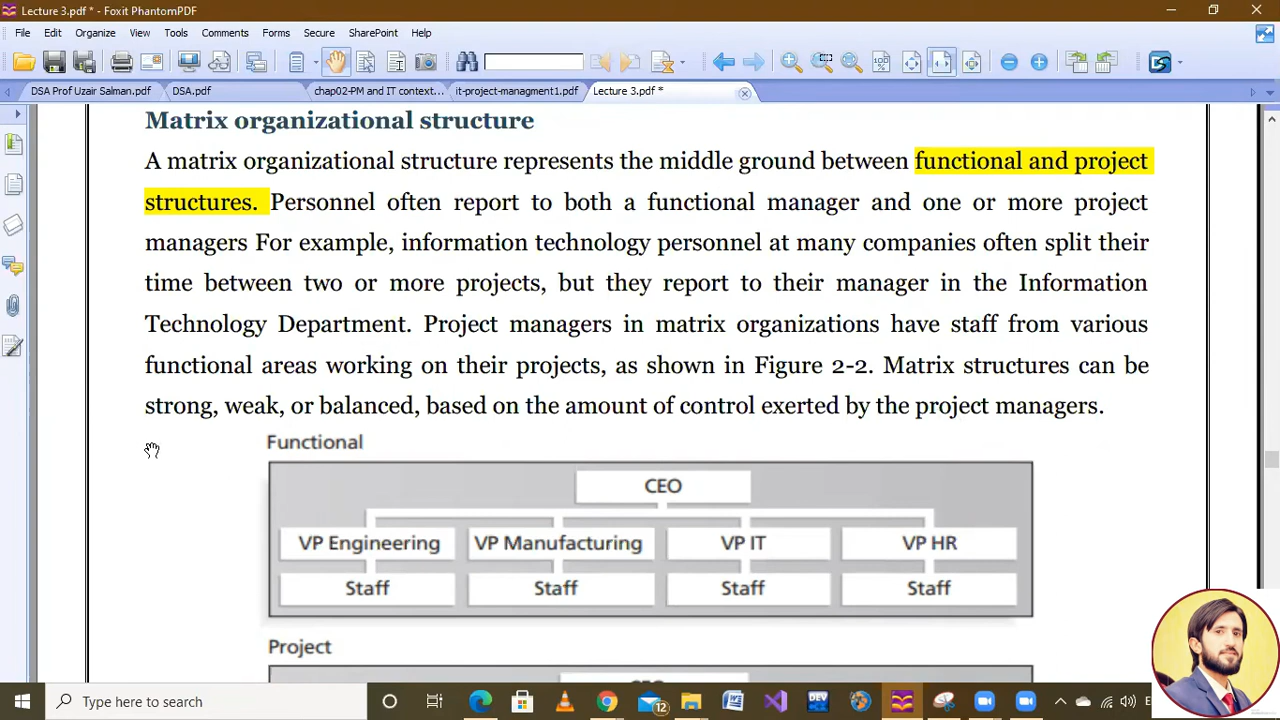 Lecture 3.pdf * - Foxit PhantomPDF
File Edit Organize View Tools Comments Forms Secure SharePoint Help
DSA Prof Uzair Salman.pdf DSA.pdf chap02-PM and IT context... it-project-managment1.pdf Lecture 3.pdf *
Matrix organizational structure
A matrix organizational structure represents the middle ground between functional and project
structures. Personnel often report to both a functional manager and one or more project
managers For example, information technology personnel at many companies often split their
time between two or more projects, but they report to their manager in the Information
Technology Department. Project managers in matrix organizations have staff from various
functional areas working on their projects, as shown in Figure 2-2. Matrix structures can be
strong, weak, or balanced, based on the amount of control exerted by the project managers.
Functional
CEO
VP Engineering VP Manufacturing VP IT VP HR
Staff Staff Staff Staff
Project
Type here to search
12